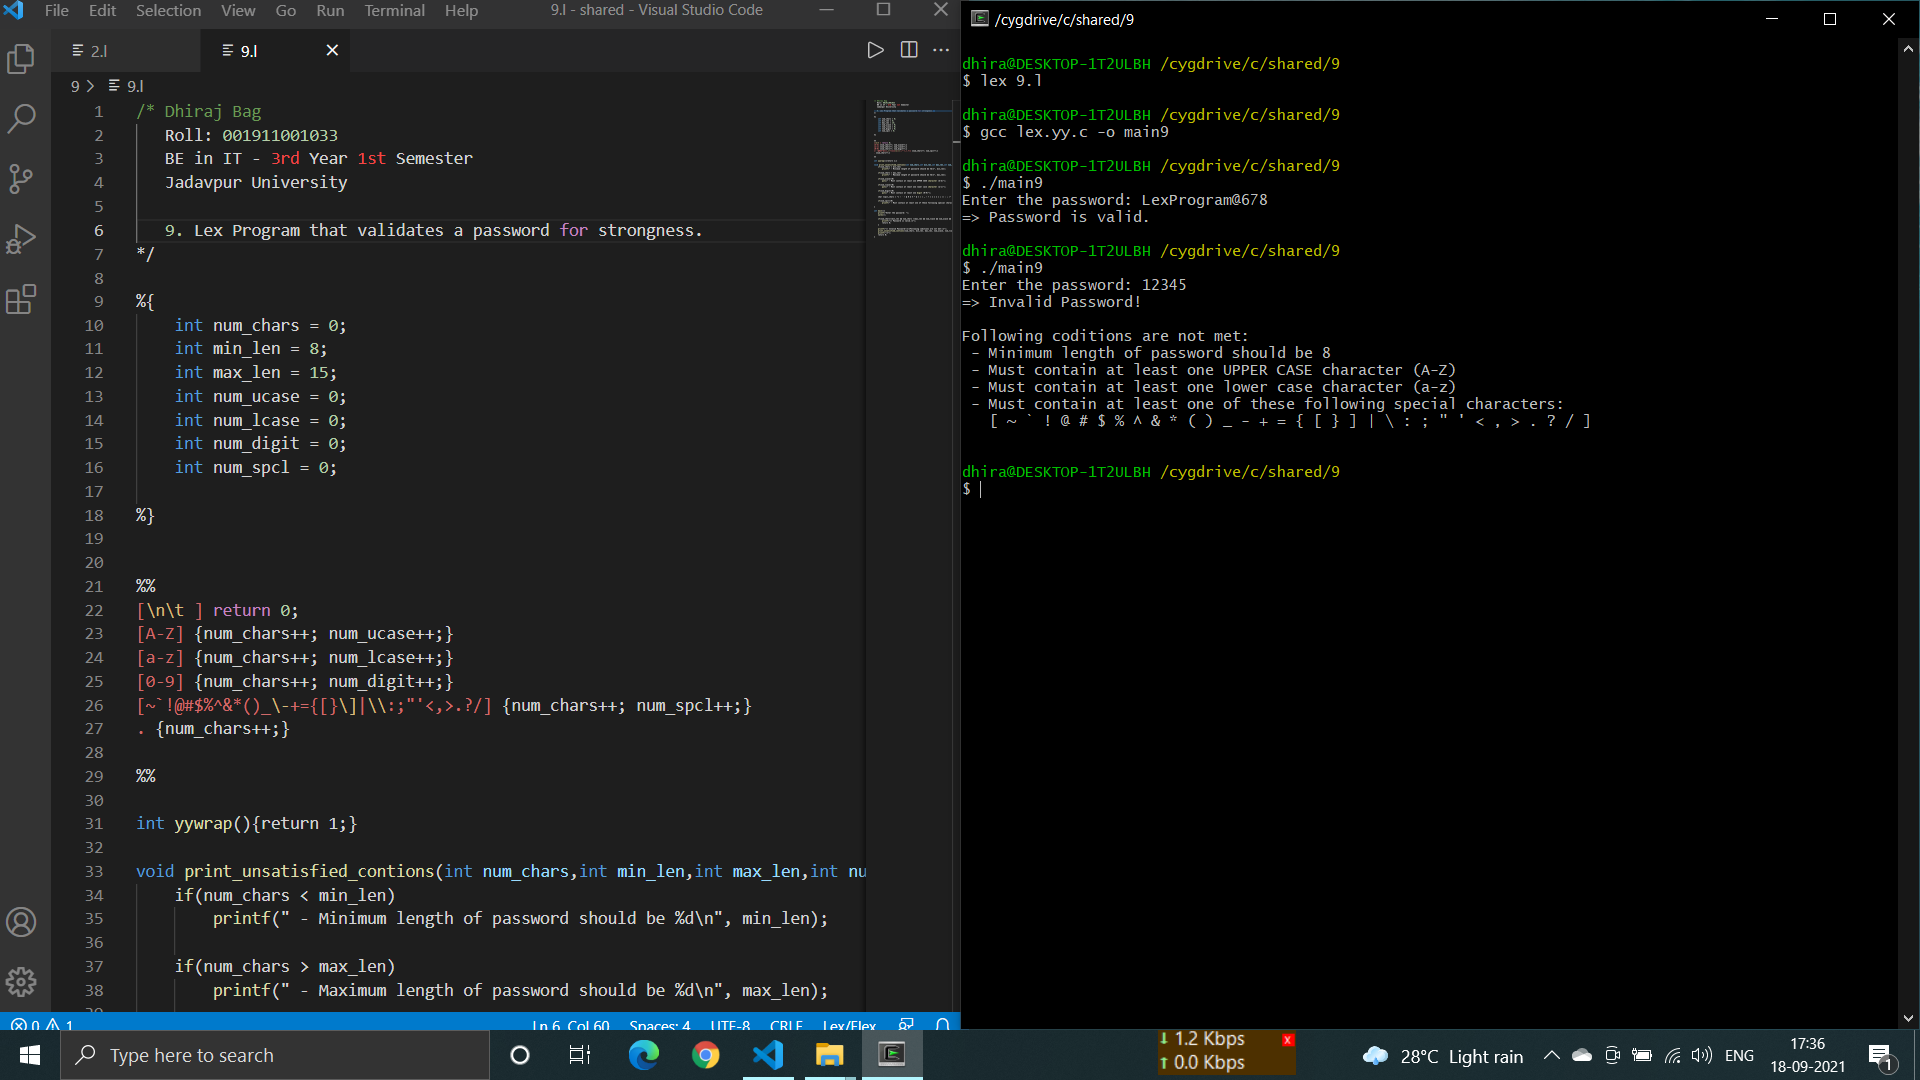 File Edit Selection View Go Run Terminal Help 9.l - shared - Visual Studio Code
2.l
9.l
9 > 9.l
1 /* Dhiraj Bag
2 Roll: 001911001033
3 BE in IT - 3rd Year 1st Semester
4 Jadavpur University
5
6 9. Lex Program that validates a password for strongness.
7 */
8
9 %{
10 int num_chars = 0;
11 int min_len = 8;
12 int max_len = 15;
13 int num_ucase = 0;
14 int num_lcase = 0;
15 int num_digit = 0;
16 int num_spcl = 0;
17
18 %}
19
20
21 %%
22 [\n\t ] return 0;
23 [A-Z] {num_chars++; num_ucase++;}
24 [a-z] {num_chars++; num_lcase++;}
25 [0-9] {num_chars++; num_digit++;}
26 [~`!@#$%^&*()_\-+={[}\]|\\:;"'<,>.?/] {num_chars++; num_spcl++;}
27 . {num_chars++;}
28
29 %%
30
31 int yywrap(){return 1;}
32
33 void print_unsatisfied_contions(int num_chars,int min_len,int max_len,int nu
34 if(num_chars < min_len)
35 printf(" - Minimum length of password should be %d\n", min_len);
36
37 if(num_chars > max_len)
38 printf(" - Maximum length of password should be %d\n", max_len);
0 1 Ln 6, Col 60 Spaces: 4 UTF-8 CRLF Lex/Flex
/cygdrive/c/shared/9
dhira@DESKTOP-1T2ULBH /cygdrive/c/shared/9
$ lex 9.l
dhira@DESKTOP-1T2ULBH /cygdrive/c/shared/9
$ gcc lex.yy.c -o main9
dhira@DESKTOP-1T2ULBH /cygdrive/c/shared/9
$ ./main9
Enter the password: LexProgram@678
=> Password is valid.
dhira@DESKTOP-1T2ULBH /cygdrive/c/shared/9
$ ./main9
Enter the password: 12345
=> Invalid Password!
Following coditions are not met:
- Minimum length of password should be 8
- Must contain at least one UPPER CASE character (A-Z)
- Must contain at least one lower case character (a-z)
- Must contain at least one of these following special characters:
[ ~ ` ! @ # $ % ^ & * ( ) _ - + = { [ } ] | \ : ; " ' < , > . ? / ]
dhira@DESKTOP-1T2ULBH /cygdrive/c/shared/9
$
Type here to search
↓ 1.2 Kbps x
↑ 0.0 Kbps
28°C Light rain
ENG
17:36
18-09-2021
1